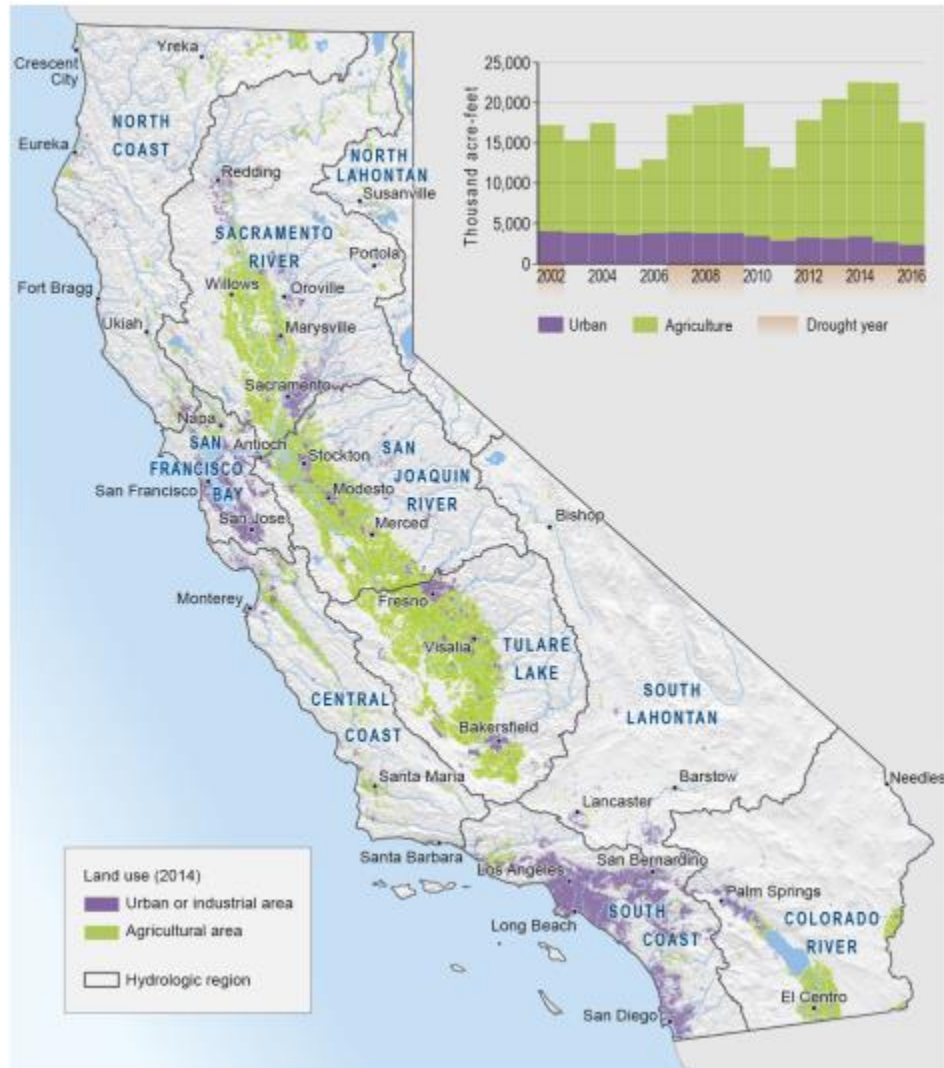 Crescent
City
Yreka
NORTH
COAST
Eureka
Redding
NORTH
LAHONTAN
Susanville
SACRAMENTO
RIVER
Portola
Fort Bragg
Willows
Oroville
Ukiah
Marysville
Sacramento
Napa
SAN
FRANCISCO
BAY
Antioch
Stockton
SAN
JOAQUIN
RIVER
San Francisco
Modesto
San Jose
Merced
Bishop
Monterey
Fresno
Visalia
TULARE
LAKE
CENTRAL
COAST
SOUTH
LAHONTAN
Bakersfield
Santa Maria
Barstow
Needles
Lancaster
Santa Barbara
Los Angeles
San Bernardino
Palm Springs
Long Beach
SOUTH
COAST
COLORADO
RIVER
El Centro
San Diego
Thousand acre-feet
25,000
20,000
15,000
10,000
5,000
0
2002 2004 2006 2008 2010 2012 2014 2016
Urban Agriculture Drought year
Land use (2014)
Urban or industrial area
Agricultural area
Hydrologic region